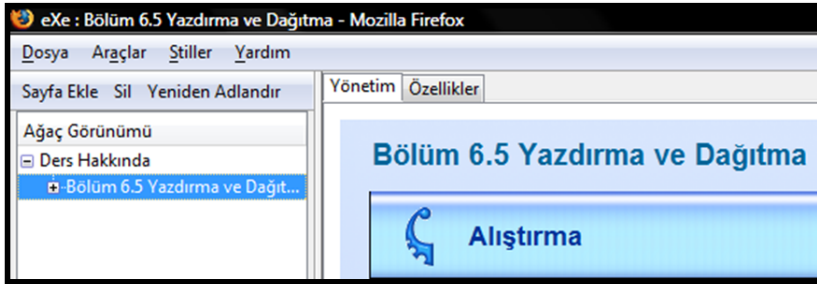 eXe : Bölüm 6.5 Yazdırma ve Dağıtma - Mozilla Firefox
Dosya Araçlar Stiller Yardım
Sayfa Ekle Sil Yeniden Adlandır
Yönetim Özellikler
Ağaç Görünümü
Ders Hakkında
Bölüm 6.5 Yazdırma ve Dağıt...
Bölüm 6.5 Yazdırma ve Dağıtma
Alıştırma